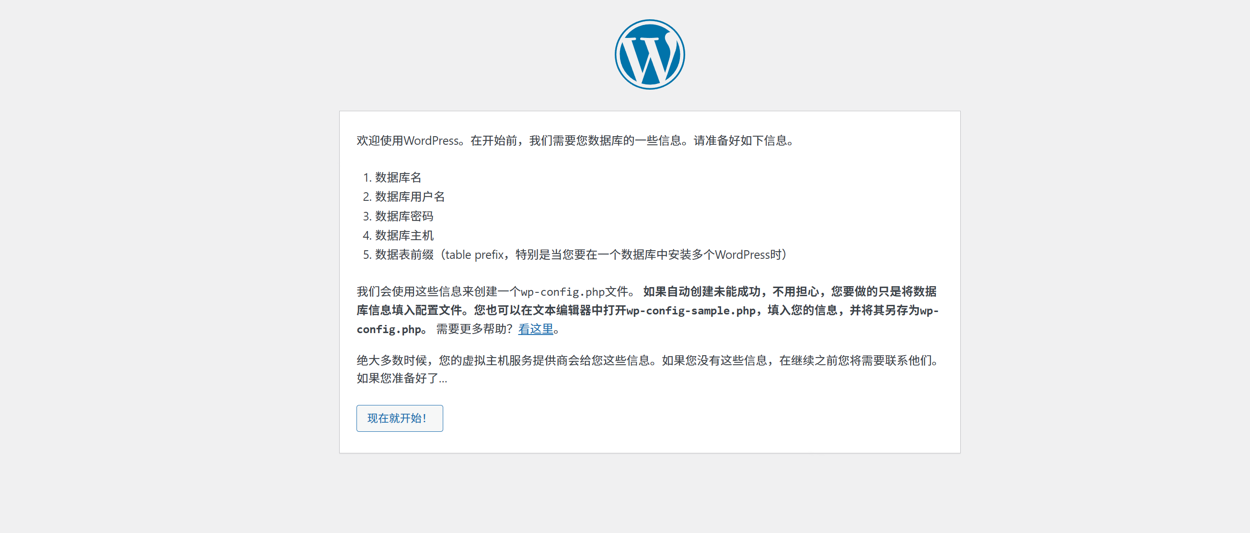 欢迎使用WordPress。在开始前，我们需要您数据库的一些信息。请准备好如下信息。
1. 数据库名
2. 数据库用户名
3. 数据库密码
4. 数据库主机
5. 数据表前缀（table prefix，特别是当您要在一个数据库中安装多个WordPress时）
我们会使用这些信息来创建一个wp-config.php文件。 如果自动创建未能成功，不用担心，您要做的只是将数据
库信息填入配置文件。您也可以在文本编辑器中打开wp-config-sample.php，填入您的信息，并将其另存为wp-
config.php。 需要更多帮助？看这里。
绝大多数时候，您的虚拟主机服务提供商会给您这些信息。如果您没有这些信息，在继续之前您将需要联系他们。
如果您准备好了...
现在就开始！